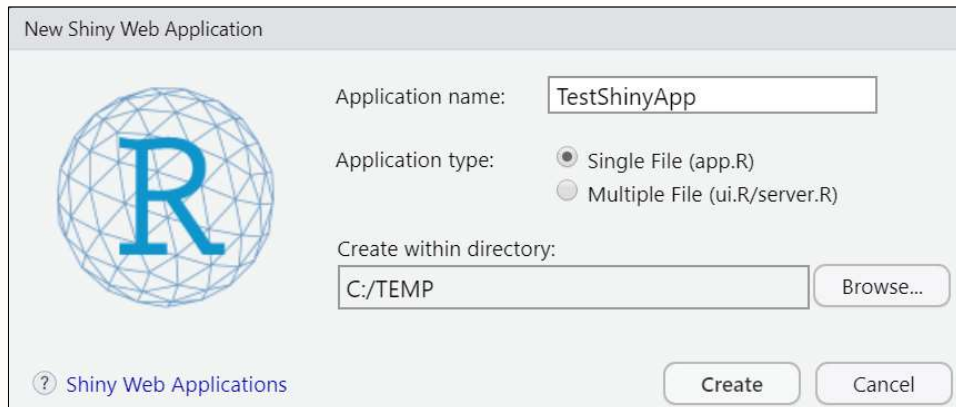 New Shiny Web Application
Application name: TestShinyApp
R
Application type: Single File (app.R)
Multiple File (ui.R/server.R)
Create within directory:
C:/TEMP Browse...
? Shiny Web Applications Create Cancel